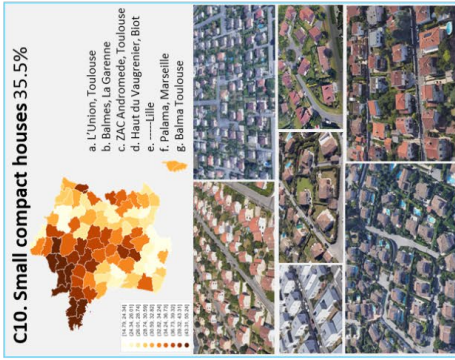 C10. Small compact houses 35.5%
a. L'Union, Toulouse
b. Balmes, La Garenne
c. ZAC Andromede, Toulouse
d. Haut du Vaugrenier, Biot
e. -----Lille
f. Palama, Marseille
g. Balma Toulouse